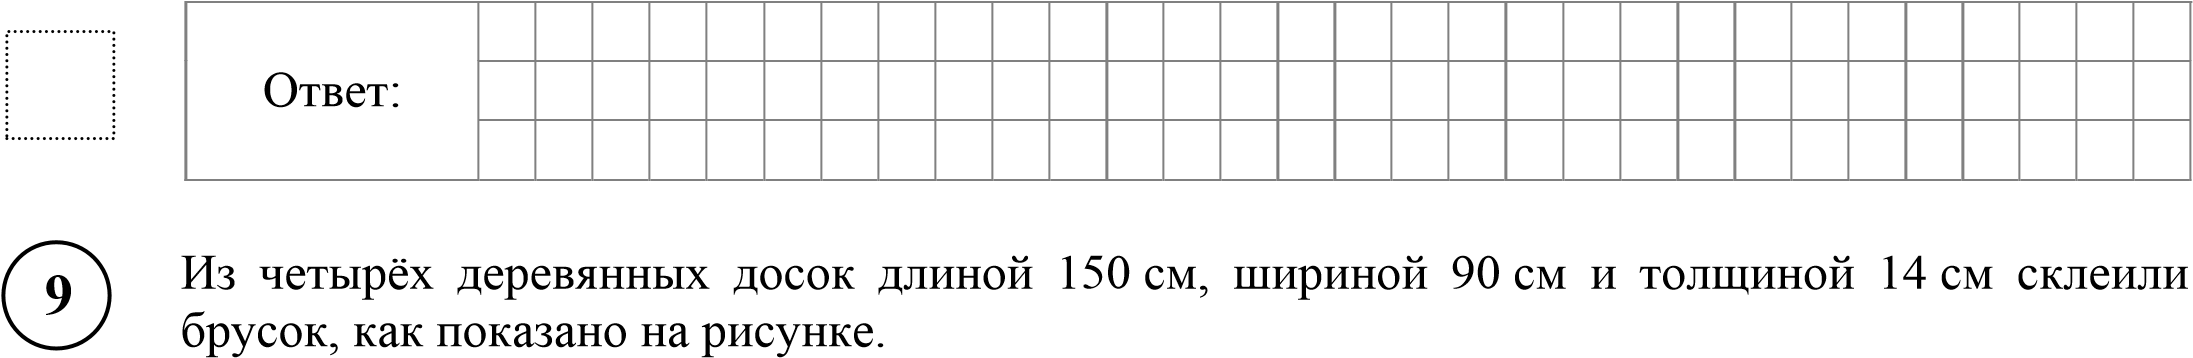 Ответ:
9
Из четырёх деревянных досок длиной 150 см, шириной 90 см и толщиной 14 см склеили
брусок, как показано на рисунке.